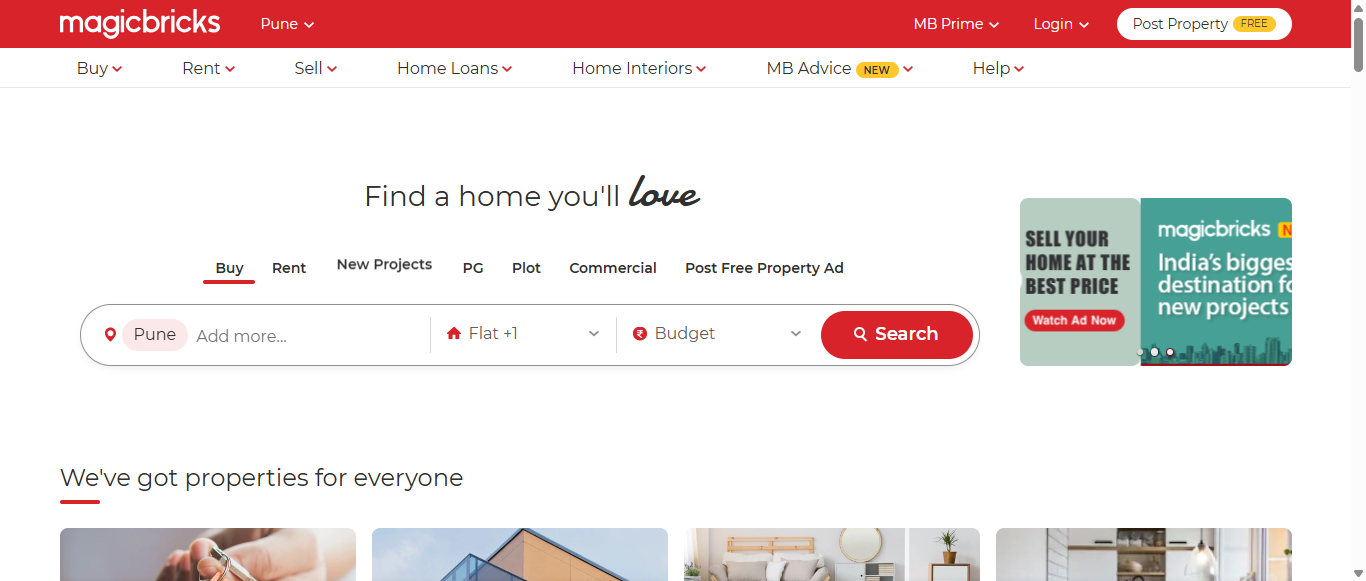 magicbricks Pune MB Prime Login Post Property FREE
Buy Rent Sell Home Loans Home Interiors MB Advice NEW Help
Find a home you'll love
Buy Rent New Projects PG Plot Commercial Post Free Property Ad
Pune Add more... Flat +1 Budget Search
SELL YOUR
HOME AT THE
BEST PRICE
Watch Ad Now
magicbricks N
India's bigges
destination fo
new projects
We've got properties for everyone